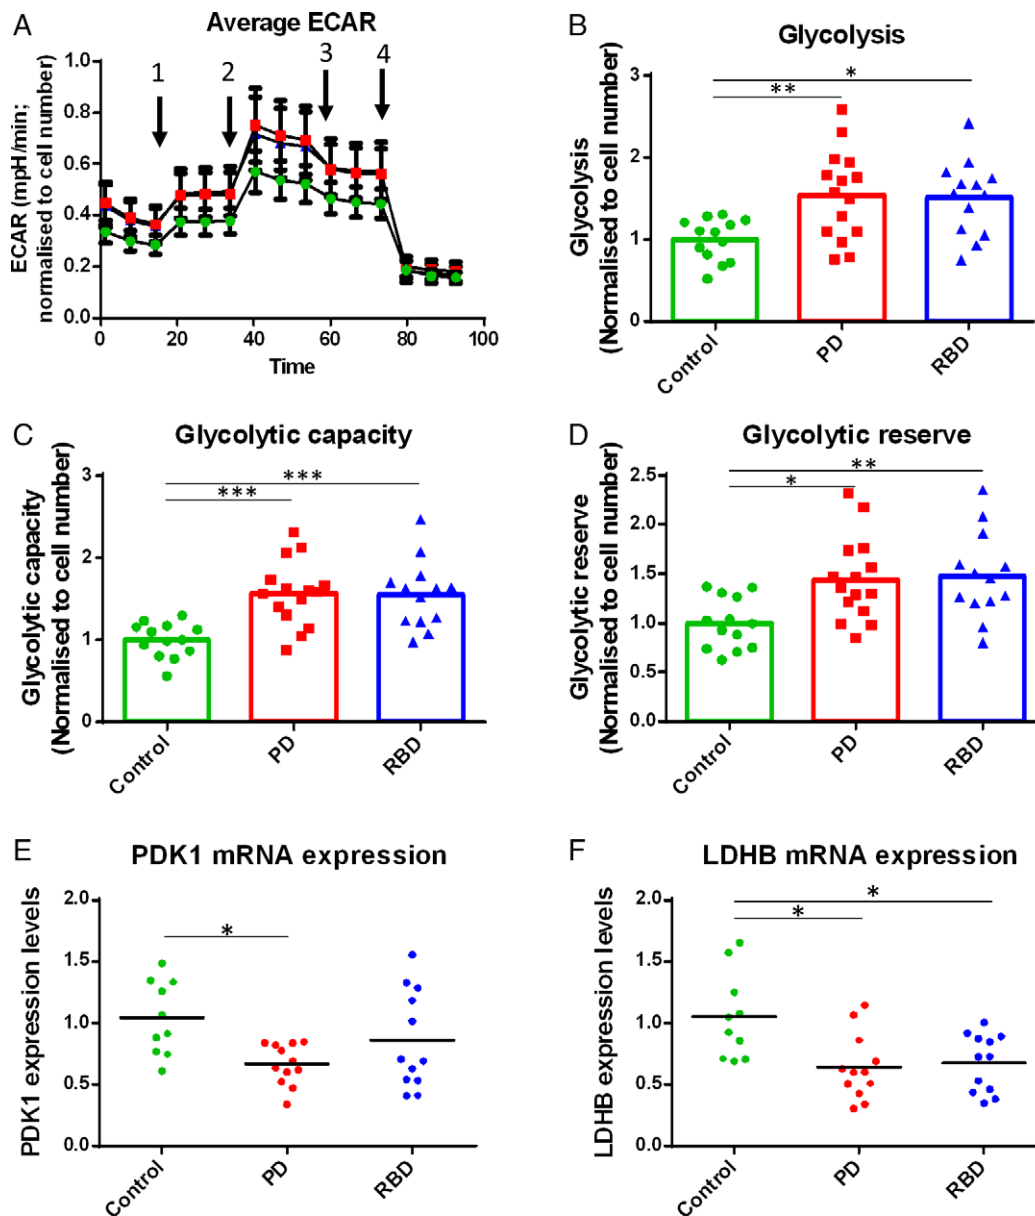 A
Average ECAR
ECAR (mpH/min;
normalised to cell number)
1.0
0.8
0.6
0.4
0.2
0.0
1
2
3
4
0
20
40
60
80
100
Time
B
Glycolysis
Glycolysis
(Normalised to cell number)
3
2
1
0
*
**
Control
PD
RBD
C
Glycolytic capacity
Glycolytic capacity
(Normalised to cell number)
3
2
1
0
***
***
Control
PD
RBD
D
Glycolytic reserve
Glycolytic reserve
(Normalised to cell number)
2.5
2.0
1.5
1.0
0.5
0.0
**
*
Control
PD
RBD
E
PDK1 mRNA expression
PDK1 expression levels
2.0
1.5
1.0
0.5
0.0
*
Control
PD
RBD
F
LDHB mRNA expression
LDHB expression levels
2.0
1.5
1.0
0.5
0.0
*
*
Control
PD
RBD